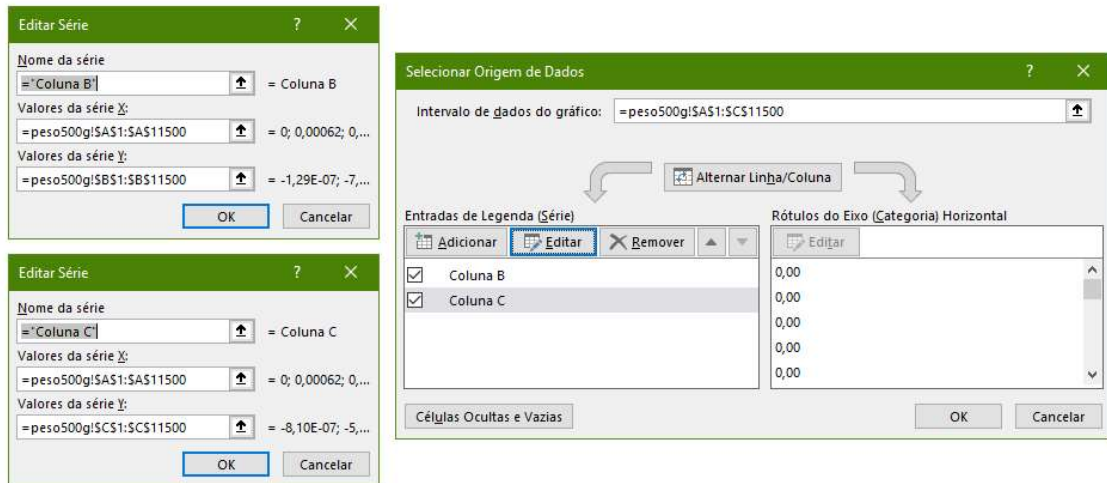 Editar Série ? ×
Nome da série
="Coluna B" = Coluna B
Valores da série X:
=peso500g!$A$1:$A$11500 = 0; 0,00062; 0,...
Valores da série Y:
=peso500g!$B$1:$B$11500 = -1,29E-07; -7,...
OK Cancelar
Editar Série ? ×
Nome da série
="Coluna C" = Coluna C
Valores da série X:
=peso500g!$A$1:$A$11500 = 0; 0,00062; 0,...
Valores da série Y:
=peso500g!$C$1:$C$11500 = -8,10E-07; -5,...
OK Cancelar
Selecionar Origem de Dados ? ×
Intervalo de dados do gráfico: =peso500g!$A$1:$C$11500
Alternar Linha/Coluna
Entradas de Legenda (Série)
Adicionar Editar Remover
Coluna B
Coluna C
Rótulos do Eixo (Categoria) Horizontal
Editar
0,00
0,00
0,00
0,00
0,00
Células Ocultas e Vazias OK Cancelar